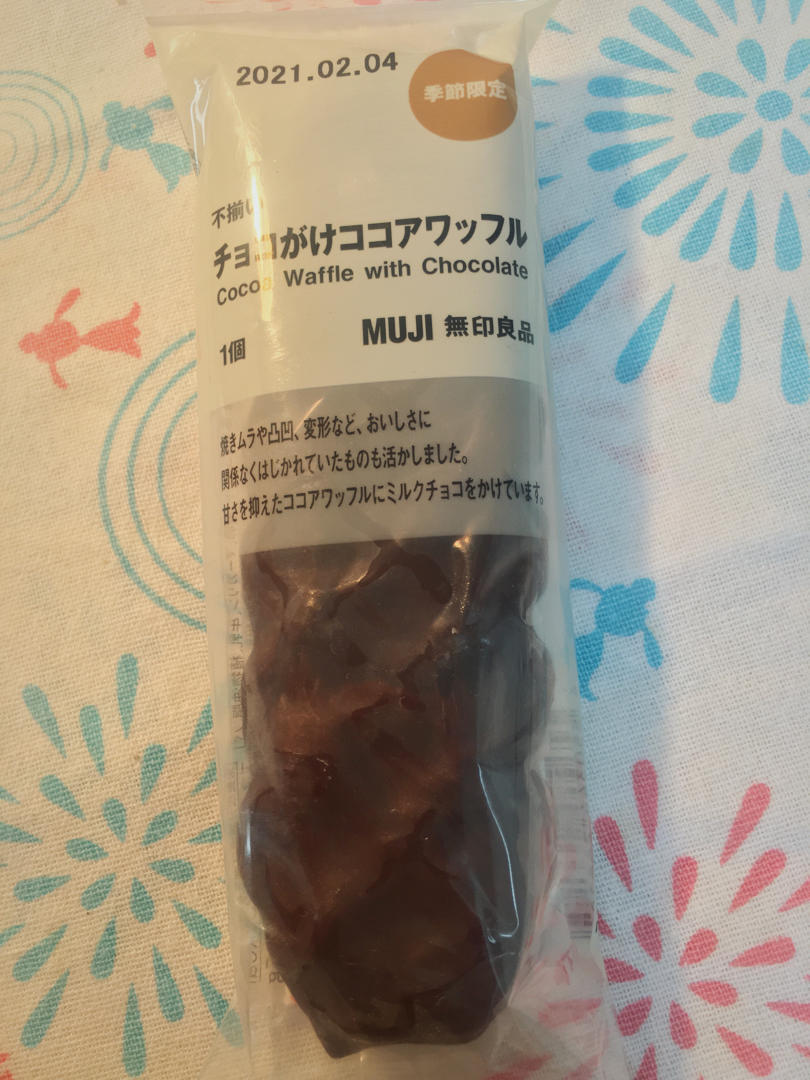 2021.02.04
季節限定
不揃い
チョコがけココアワッフル
Cocoa Waffle with Chocolate
MUJI 無印良品
1個
焼きムラや凸凹、変形など、おいしさに
関係なくはじかれていたものも活かしました。
甘さを抑えたココアワッフルにミルクチョコをかけています。